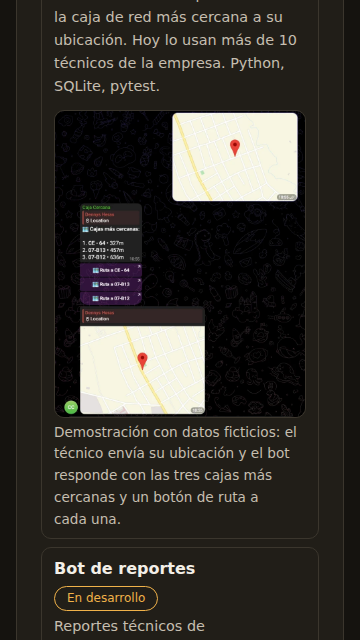 la caja de red más cercana a su
ubicación. Hoy lo usan más de 10
técnicos de la empresa. Python,
SQLite, pytest.
Caja Cercana
Location
Cajas más cercanas:
1. CE - 64 • 327m
2. 07-B13 • 457m
3. 07-B12 • 636m
Ruta a CE - 64
Ruta a 07-B13
Location
Demostración con datos ficticios: el
técnico envía su ubicación y el bot
responde con las tres cajas más
cercanas y un botón de ruta a
cada una.
Bot de reportes
En desarrollo
Reportes técnicos de